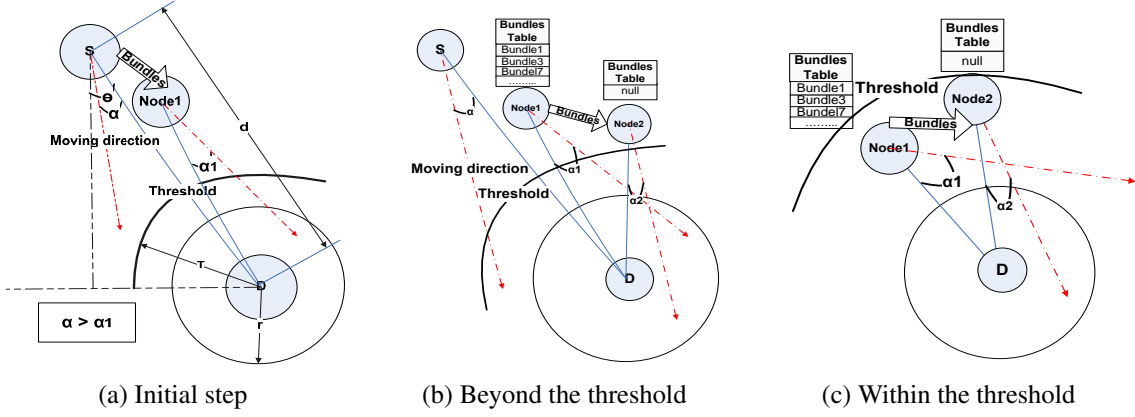 S
Bundles
Node1
ɵ
α
Moving direction
α1
d
Threshold
T
D
r
α > α1
(a) Initial step
Bundles
Table
Bundle1
Bundle3
Bundel7
.........
Bundles
Table
null
S
α
Node1
Bundles
Node2
Moving direction
α1
Threshold
α2
D
(b) Beyond the threshold
Bundles
Table
null
Bundles
Table
Bundle1
Bundle3
Bundel7
.........
Threshold
Node2
Bundles
Node1
α1
α2
D
(c) Within the threshold